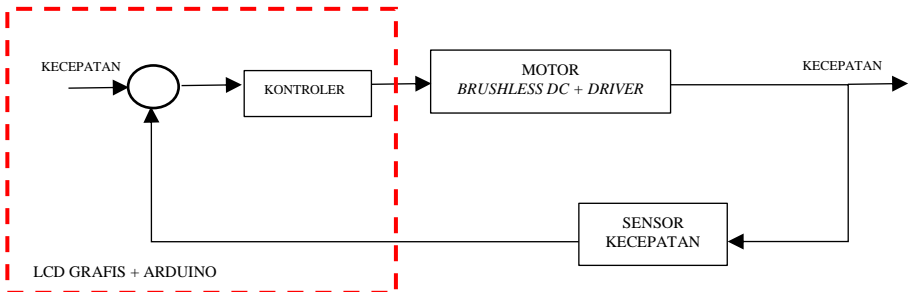 KECEPATAN
KONTROLER
MOTOR
BRUSHLESS DC + DRIVER
KECEPATAN
SENSOR
KECEPATAN
LCD GRAFIS + ARDUINO